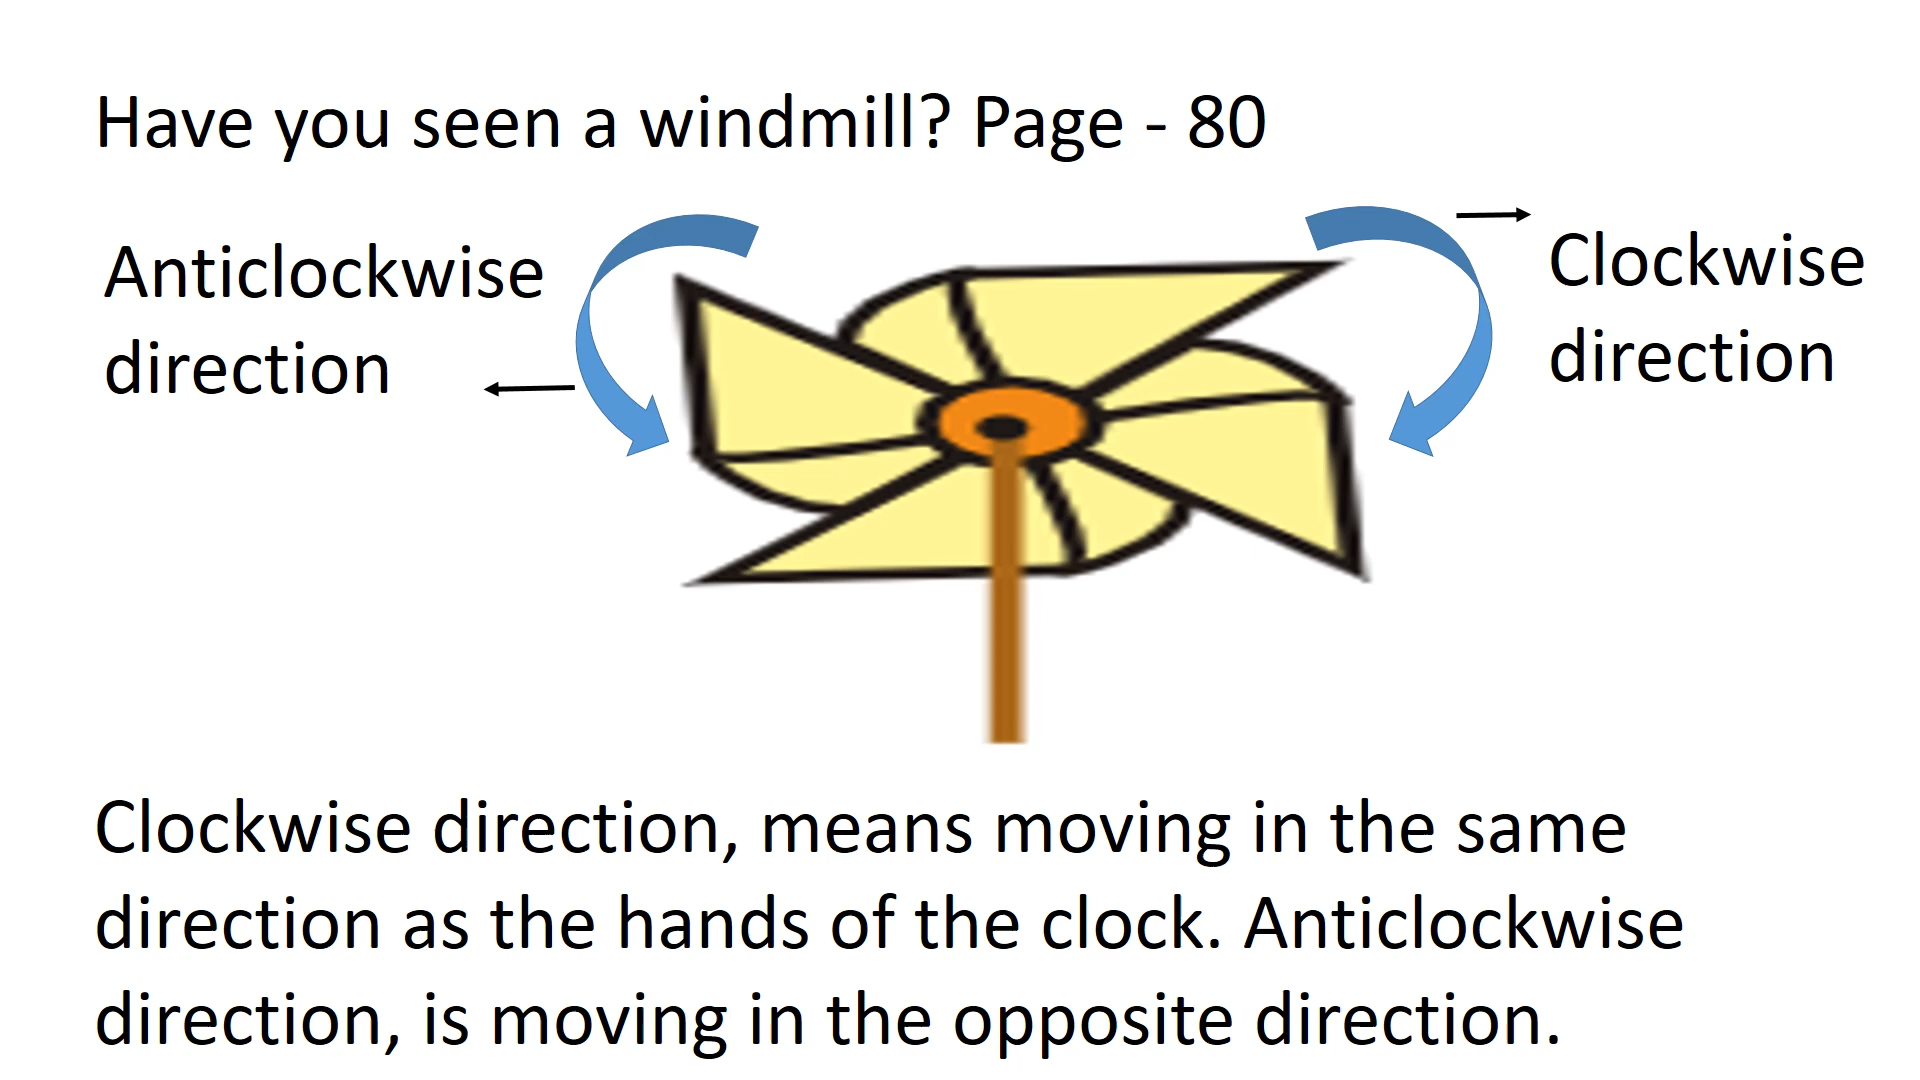 Have you seen a windmill? Page - 80
Anticlockwise
direction
Clockwise
direction
Clockwise direction, means moving in the same
direction as the hands of the clock. Anticlockwise
direction, is moving in the opposite direction.